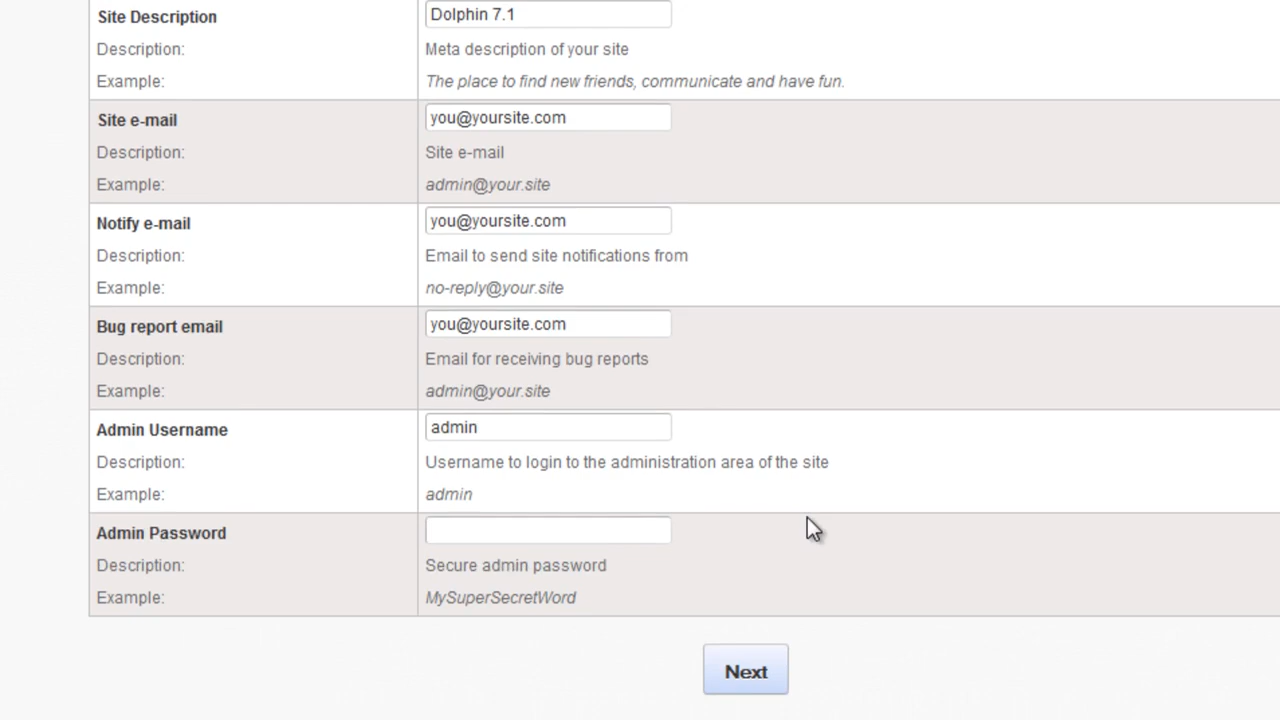 Site Description
Dolphin 7.1
Description:
Meta description of your site
Example:
The place to find new friends, communicate and have fun.
Site e-mail
you@yoursite.com
Description:
Site e-mail
Example:
admin@your.site
Notify e-mail
you@yoursite.com
Description:
Email to send site notifications from
Example:
no-reply@your.site
Bug report email
you@yoursite.com
Description:
Email for receiving bug reports
Example:
admin@your.site
Admin Username
admin
Description:
Username to login to the administration area of the site
Example:
admin
Admin Password
Description:
Secure admin password
Example:
MySuperSecretWord
Next